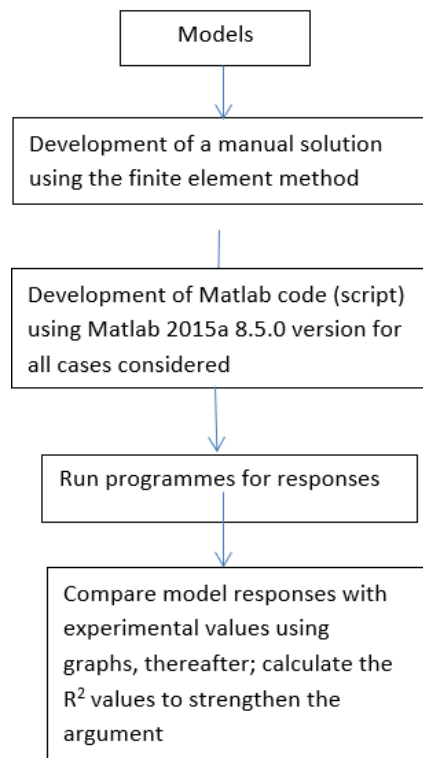 Models
Development of a manual solution
using the finite element method
Development of Matlab code (script)
using Matlab 2015a 8.5.0 version for
all cases considered
Run programmes for responses
Compare model responses with
experimental values using
graphs, thereafter; calculate the
R² values to strengthen the
argument